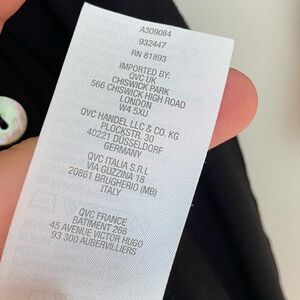 A309084
932447
RN 81893
IMPORTED BY:
QVC UK
CHISWICK PARK
566 CHISWICK HIGH ROAD
LONDON
W4 5XU
QVC HANDEL LLC & CO. KG
PLOCKSTR. 30
40221 DÜSSELDORF
GERMANY
QVC ITALIA S.R.L
VIA GUZZINA 18
20861 BRUGHERIO (MB)
ITALY
QVC FRANCE
BATIMENT 266
45 AVENUE VICTOR HUGO
93 300 AUBERVILLIERS